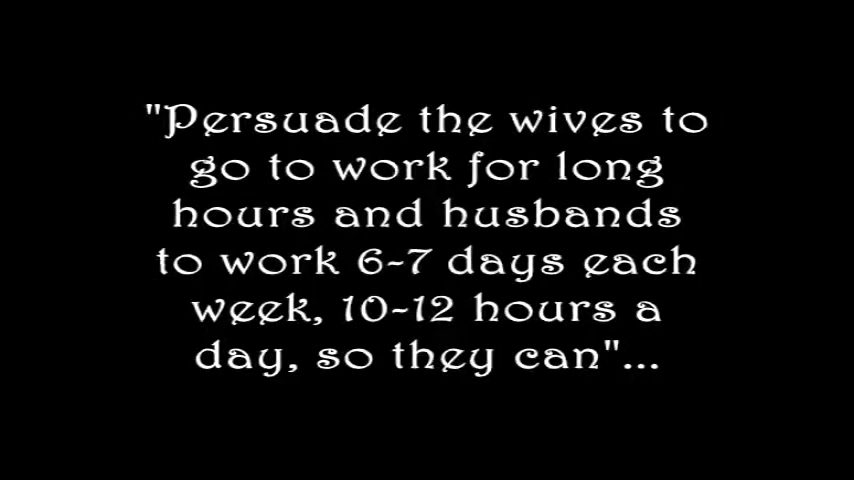 "Persuade the wives to
go to work for long
hours and husbands
to work 6-7 days each
week, 10-12 hours a
day, so they can"...